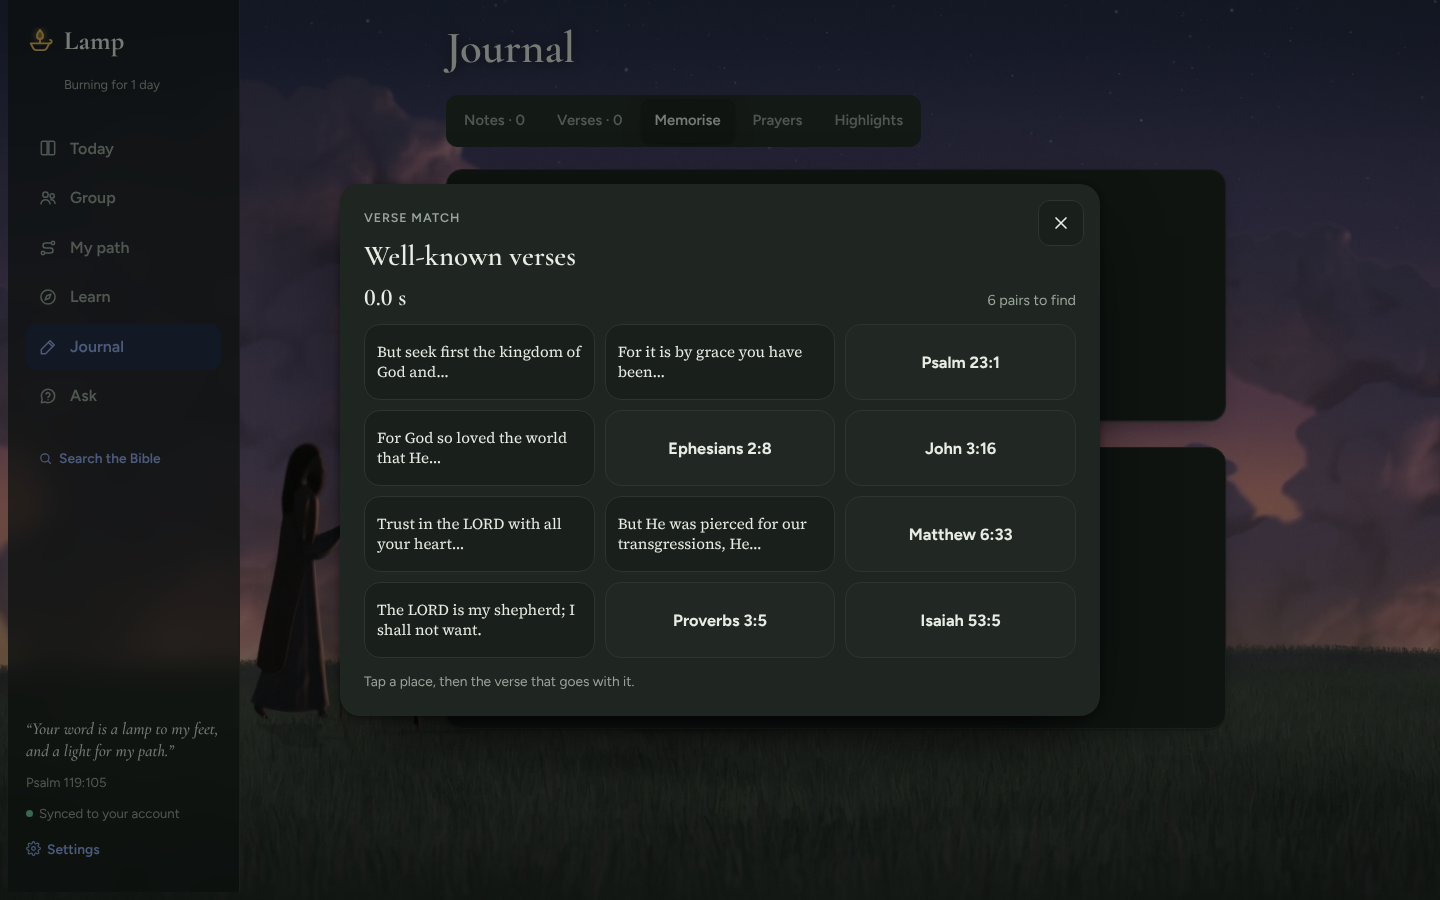 Lamp
Burning for 1 day
Today
Group
My path
Learn
Journal
Ask
Search the Bible
“Your word is a lamp to my feet,
and a light for my path.”
Psalm 119:105
Synced to your account
Settings
Journal
Notes · 0
Verses · 0
Memorise
Prayers
Highlights
VERSE MATCH
Well-known verses
0.0 s
6 pairs to find
But seek first the kingdom of
God and...
For it is by grace you have
been...
Psalm 23:1
For God so loved the world
that He...
Ephesians 2:8
John 3:16
Trust in the LORD with all
your heart...
But He was pierced for our
transgressions, He...
Matthew 6:33
The LORD is my shepherd; I
shall not want.
Proverbs 3:5
Isaiah 53:5
Tap a place, then the verse that goes with it.